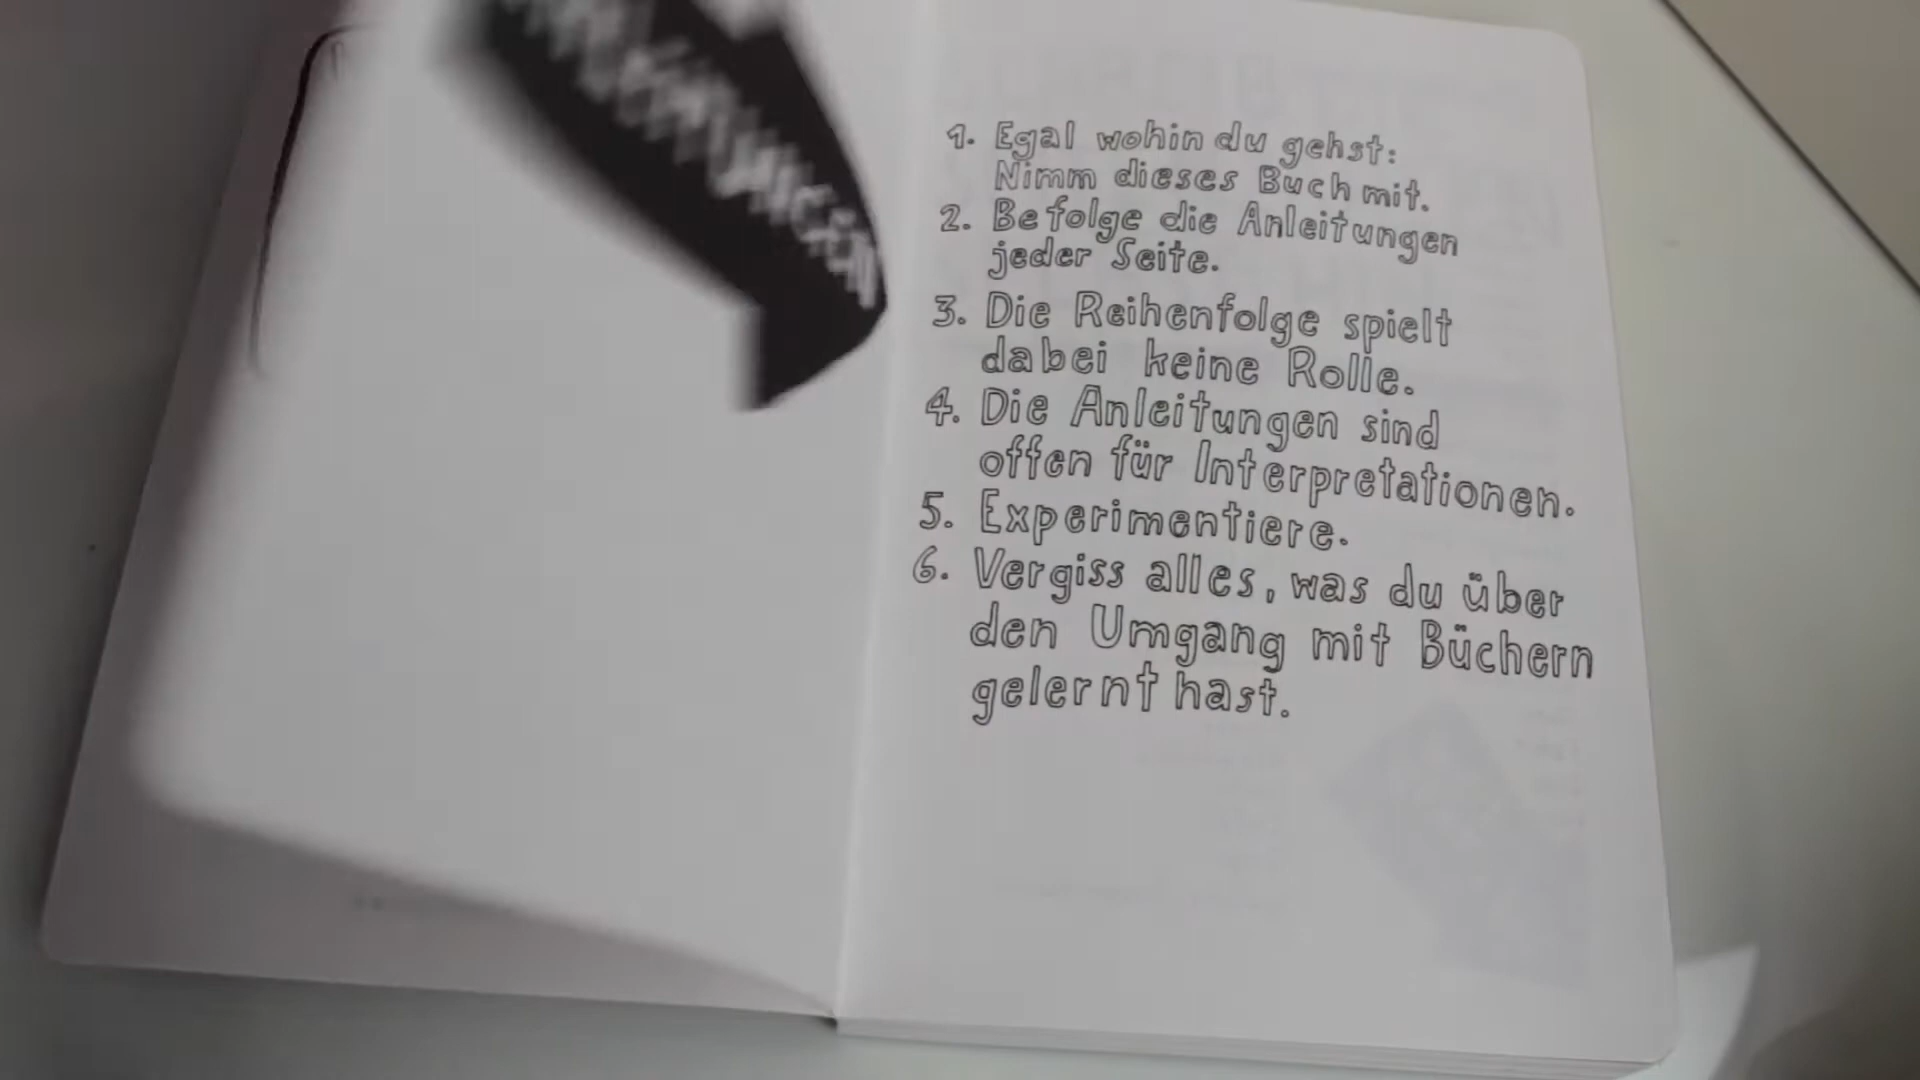 1. Egal wohin du gehst:
Nimm dieses Buch mit.
2. Befolge die Anleitungen
jeder Seite.
3. Die Reihenfolge spielt
dabei keine Rolle.
4. Die Anleitungen sind
offen für Interpretationen.
5. Experimentiere.
6. Vergiss alles, was du über
den Umgang mit Büchern
gelernt hast.